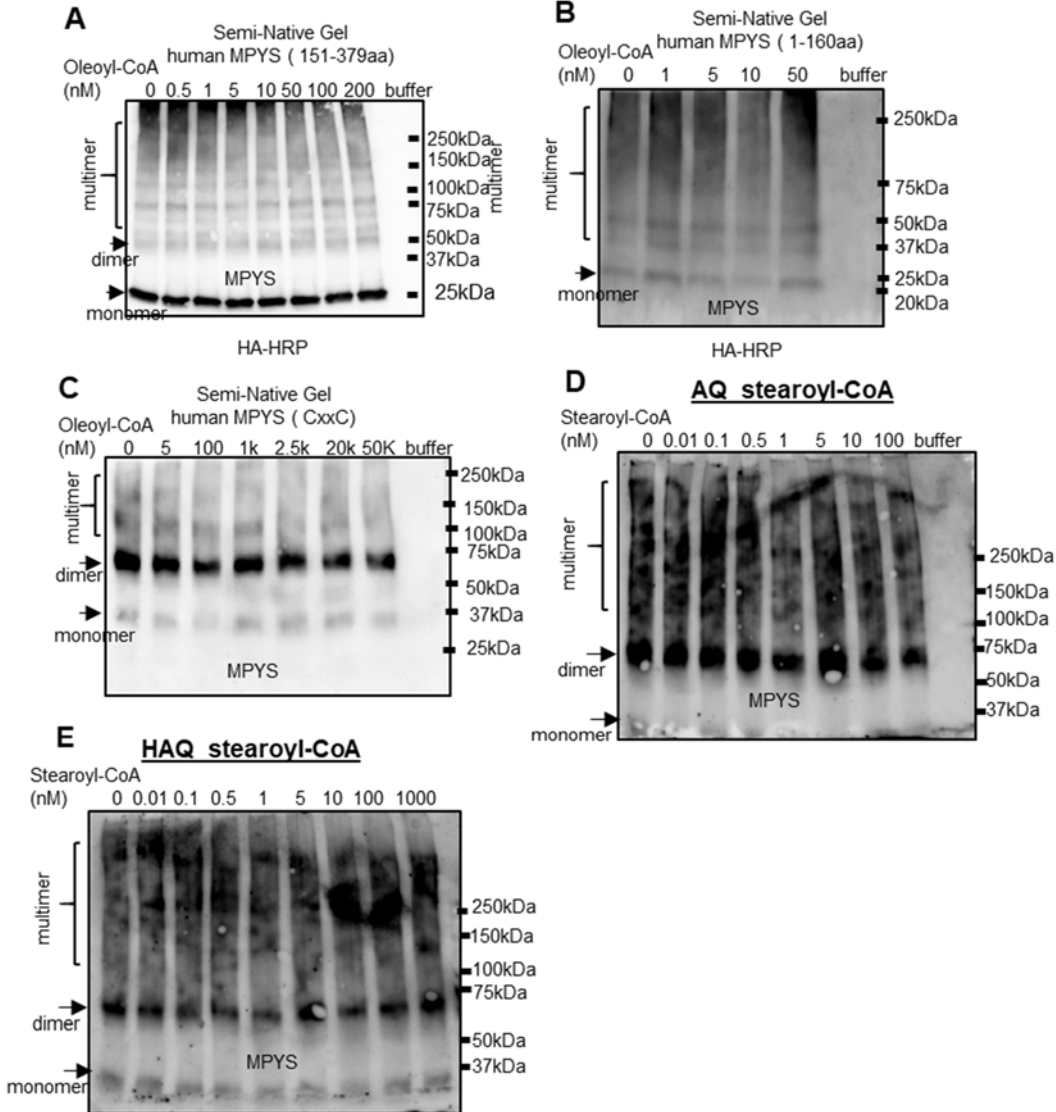 A
Semi-Native Gel
human MPYS ( 151-379aa)
Oleoyl-CoA
(nM) 0 0.5 1 5 10 50 100 200 buffer
multimer
dimer
monomer
MPYS
250kDa
150kDa
100kDa
75kDa
50kDa
37kDa
25kDa
HA-HRP
B
Semi-Native Gel
human MPYS ( 1-160aa)
Oleoyl-CoA
(nM) 0 1 5 10 50 buffer
multimer
monomer
MPYS
250kDa
75kDa
50kDa
37kDa
25kDa
20kDa
HA-HRP
C
Semi-Native Gel
human MPYS ( CxxC)
Oleoyl-CoA
(nM) 0 5 100 1k 2.5k 20k 50K buffer
multimer
dimer
monomer
MPYS
250kDa
150kDa
100kDa
75kDa
50kDa
37kDa
25kDa
D
AQ stearoyl-CoA
Stearoyl-CoA
(nM) 0 0.01 0.1 0.5 1 5 10 100 buffer
multimer
dimer
monomer
MPYS
250kDa
150kDa
100kDa
75kDa
50kDa
37kDa
E
HAQ stearoyl-CoA
Stearoyl-CoA
(nM) 0 0.01 0.1 0.5 1 5 10 100 1000
multimer
dimer
monomer
MPYS
250kDa
150kDa
100kDa
75kDa
50kDa
37kDa